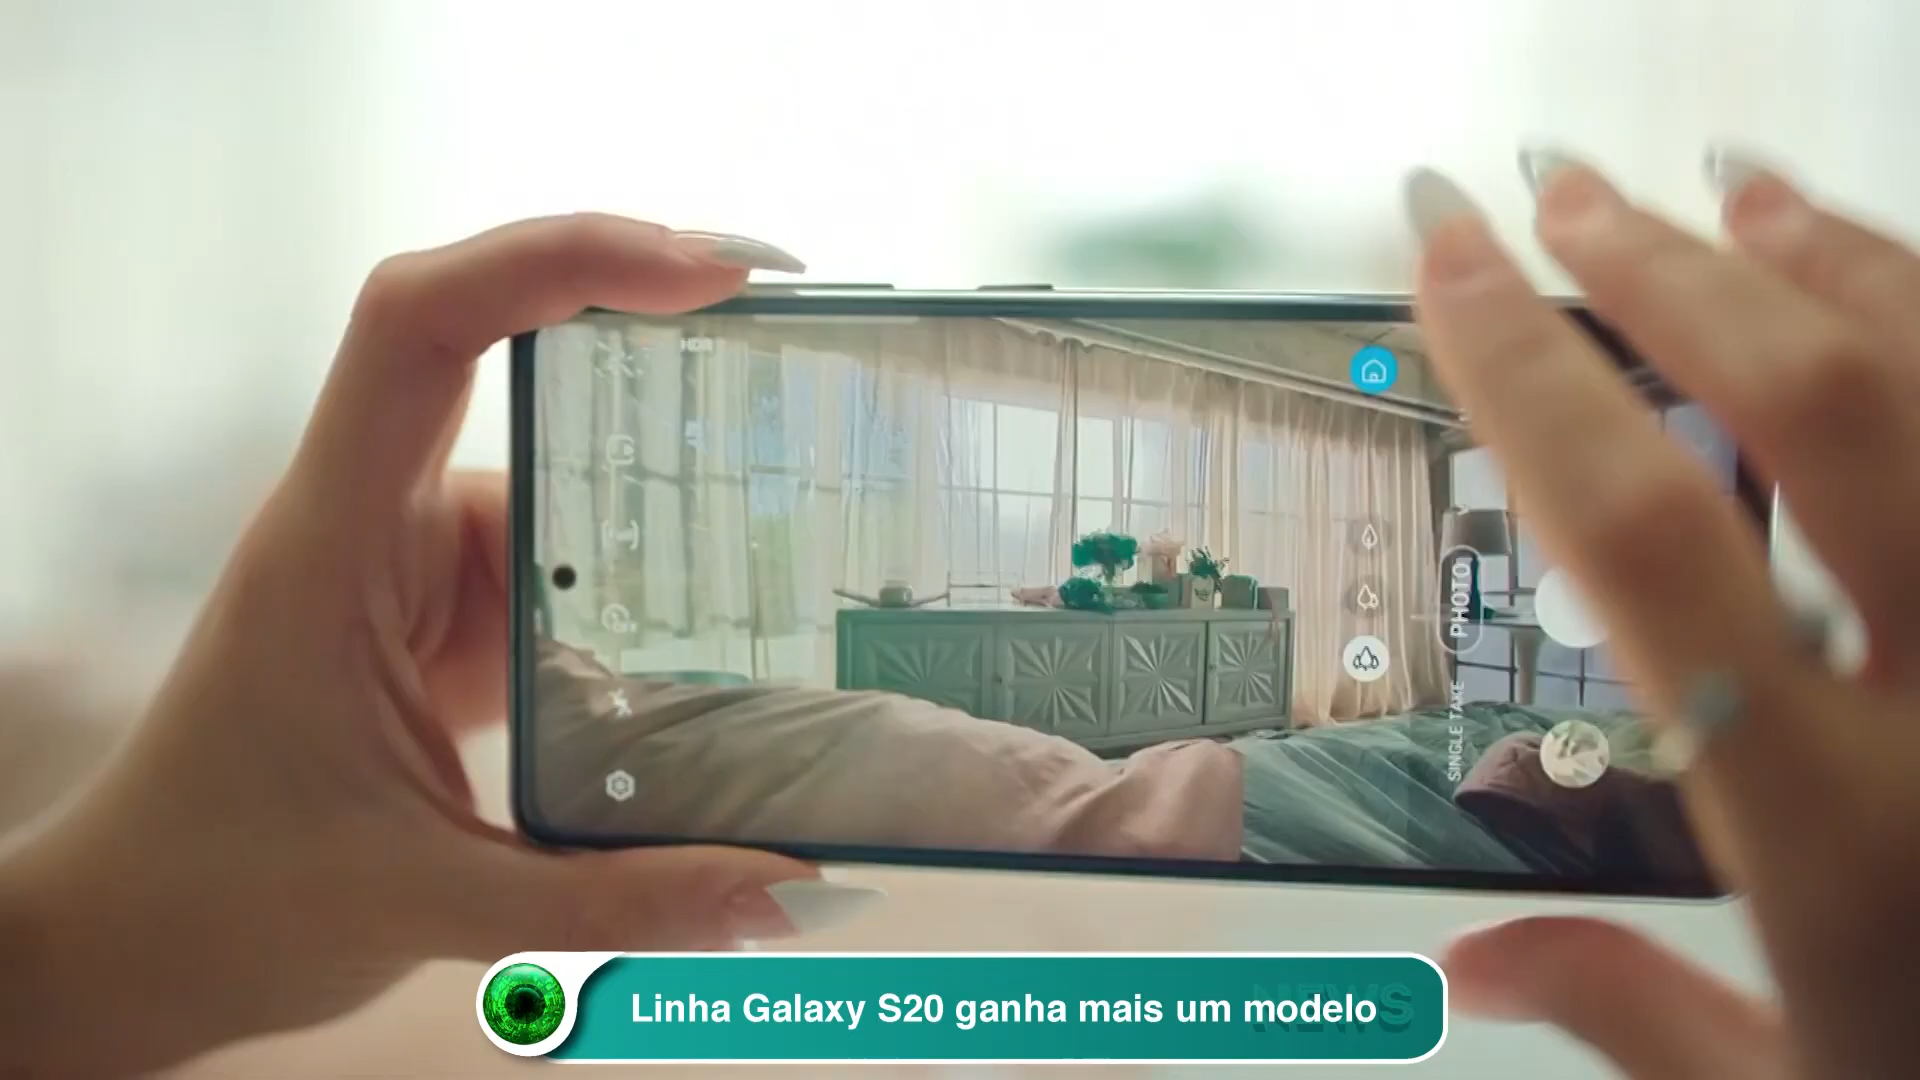 HDR
PHOTO
SINGLE TAKE
Linha Galaxy S20 ganha mais um modelo
NEWS